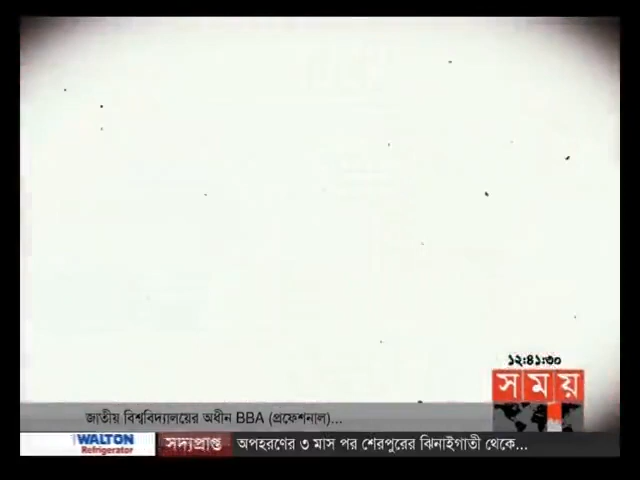 ১২:৪১:৩০
সময়
জাতীয় বিশ্ববিদ্যালয়ের অধীন BBA (প্রফেশনাল)...
WALTON
Refrigerator
সদ্যপ্রাপ্ত
অপহরণের ৩ মাস পর শেরপুরের ঝিনাইগাতী থেকে...